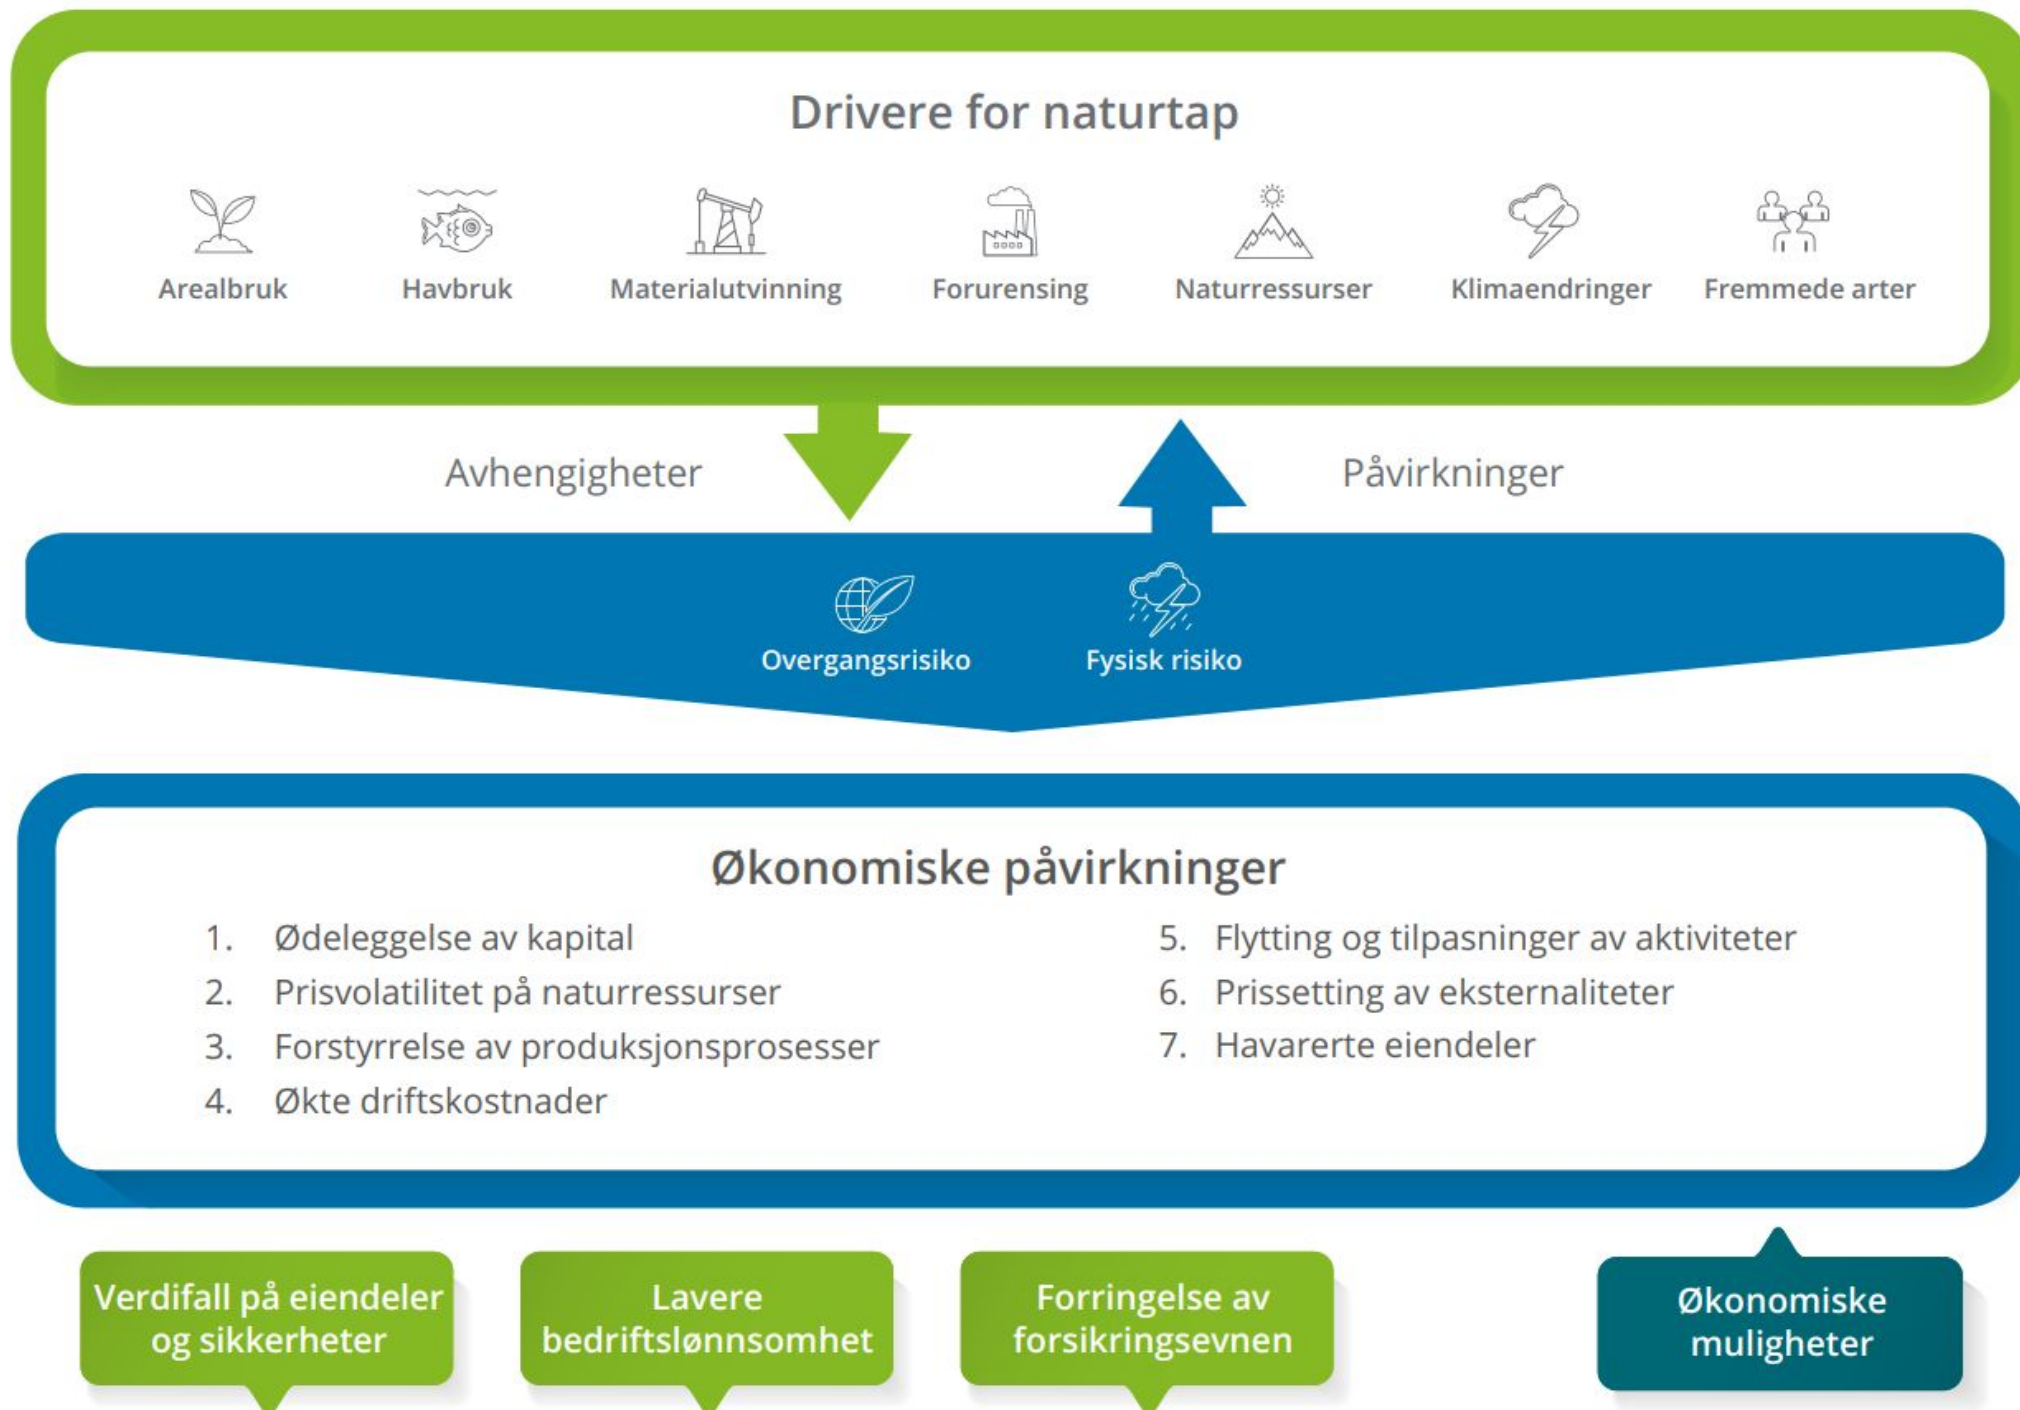 Drivere for naturtap
Arealbruk
Havbruk
Materialutvinning
Forurensing
Naturressurser
Klimaendringer
Fremmede arter
Avhengigheter
Påvirkninger
Overgangsrisiko
Fysisk risiko
Økonomiske påvirkninger
1. Ødeleggelse av kapital
2. Prisvolatilitet på naturressurser
3. Forstyrrelse av produksjonsprosesser
4. Økte driftskostnader
5. Flytting og tilpasninger av aktiviteter
6. Prissetting av eksternaliteter
7. Havarerte eiendeler
Verdifall på eiendeler
og sikkerheter
Lavere
bedriftslønnsomhet
Forringelse av
forsikringsevnen
Økonomiske
muligheter